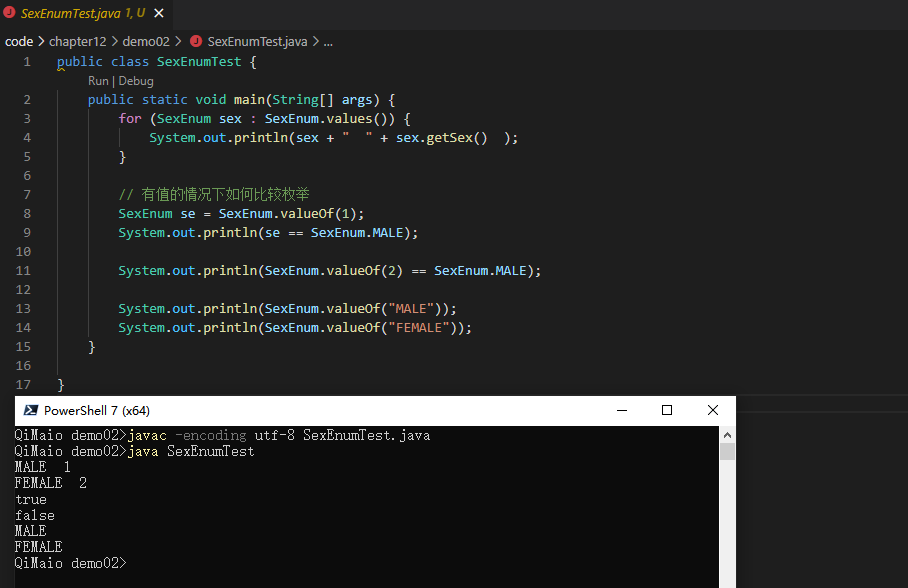 SexEnumTest.java 1, U
code > chapter12 > demo02 > SexEnumTest.java > ...
1 public class SexEnumTest {
Run | Debug
2 public static void main(String[] args) {
3 for (SexEnum sex : SexEnum.values()) {
4 System.out.println(sex + "  " + sex.getSex()  );
5 }
6
7 // 有值的情况下如何比较枚举
8 SexEnum se = SexEnum.valueOf(1);
9 System.out.println(se == SexEnum.MALE);
10
11 System.out.println(SexEnum.valueOf(2) == SexEnum.MALE);
12
13 System.out.println(SexEnum.valueOf("MALE"));
14 System.out.println(SexEnum.valueOf("FEMALE"));
15 }
16
17 }
PowerShell 7 (x64)
QiMaio demo02>javac -encoding utf-8 SexEnumTest.java
QiMaio demo02>java SexEnumTest
MALE  1
FEMALE  2
true
false
MALE
FEMALE
QiMaio demo02>